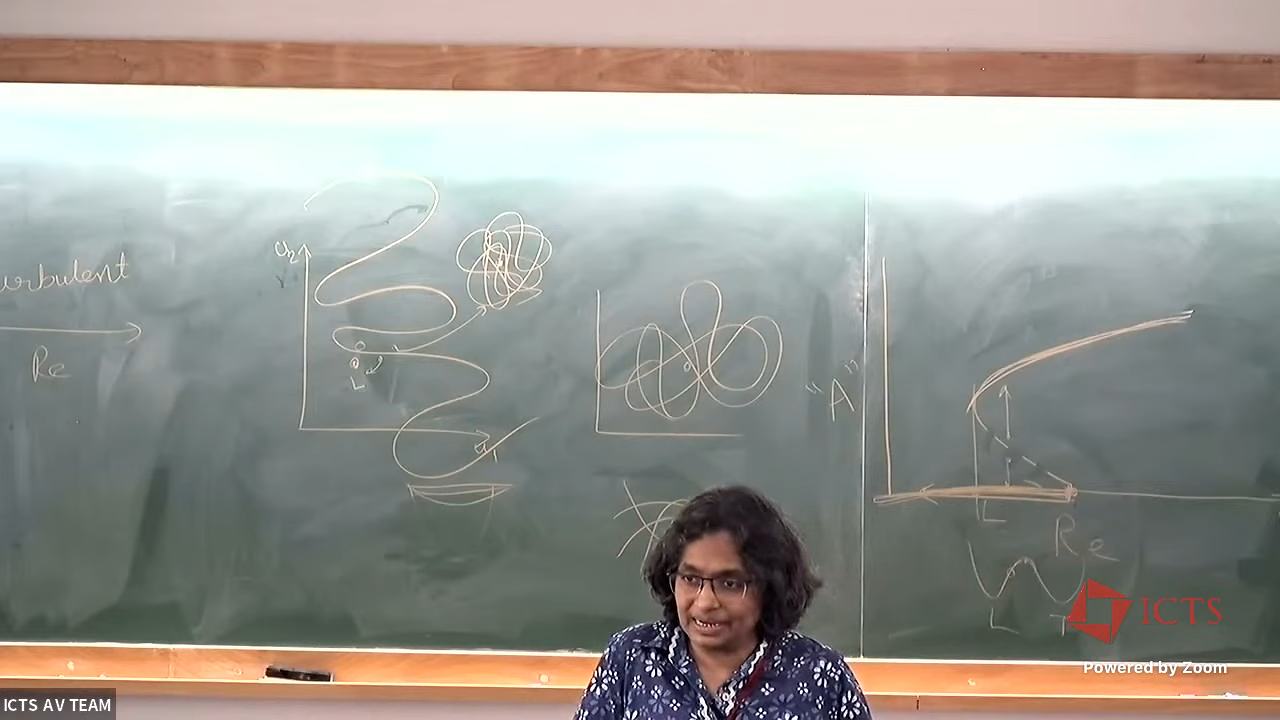 urbulent
Re
L
"A"
L
Re
L
T
ICTS
Powered by Zoom
ICTS AV TEAM